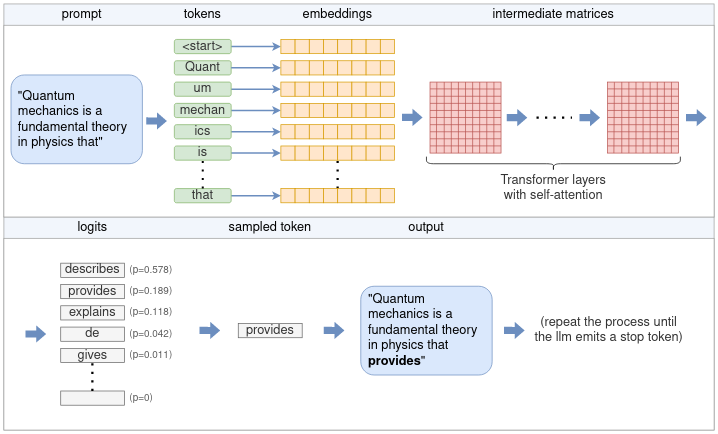 prompt
tokens
embeddings
intermediate matrices
"Quantum
mechanics is a
fundamental theory
in physics that"
<start>
Quant
um
mechan
ics
is
that
Transformer layers
with self-attention
logits
sampled token
output
describes (p=0.578)
provides (p=0.189)
explains (p=0.118)
de (p=0.042)
gives (p=0.011)
(p=0)
provides
"Quantum
mechanics is a
fundamental theory
in physics that
provides"
(repeat the process until
the llm emits a stop token)